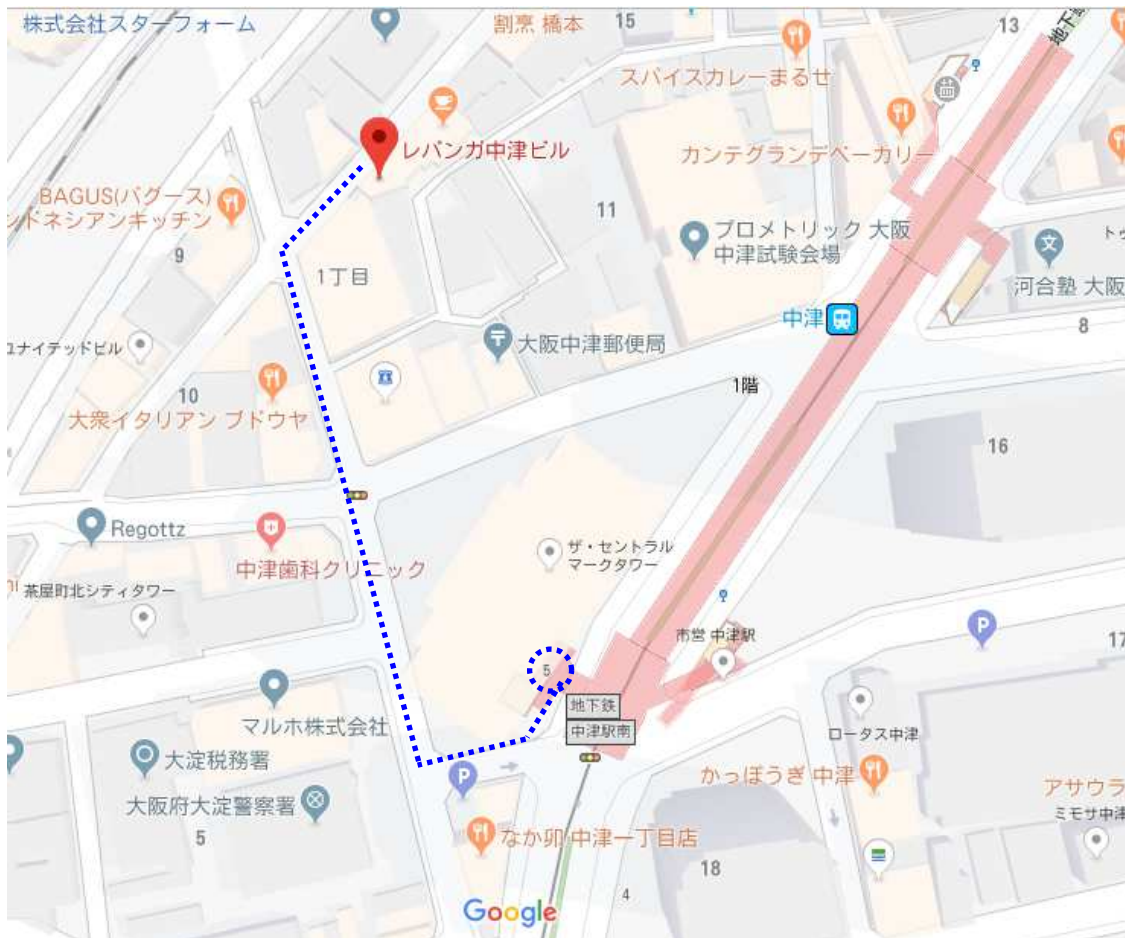 株式会社スターフォーム
割烹 橋本
15
13
スパイスカレーまるせ
レバンガ中津ビル
カンテグランデベーカリー
BAGUS(バグース)
ンドネシアンキッチン
9
11
プロメトリック 大阪
中津試験会場
文
河合塾 大阪
8
1丁目
中津
ユナイテッドビル
〒
大阪中津郵便局
1階
10
大衆イタリアン ブドウヤ
16
Regottz
中津歯科クリニック
ザ・セントラル
マークタワー
茶屋町北シティタワー
市営 中津駅
P
17
5
地下鉄
中津駅南
マルホ株式会社
ロータス中津
大淀税務署
P
かっぽうぎ 中津
アサウラ
ミモザ中津
大阪府大淀警察署
5
なか卯 中津一丁目店
18
4
Google